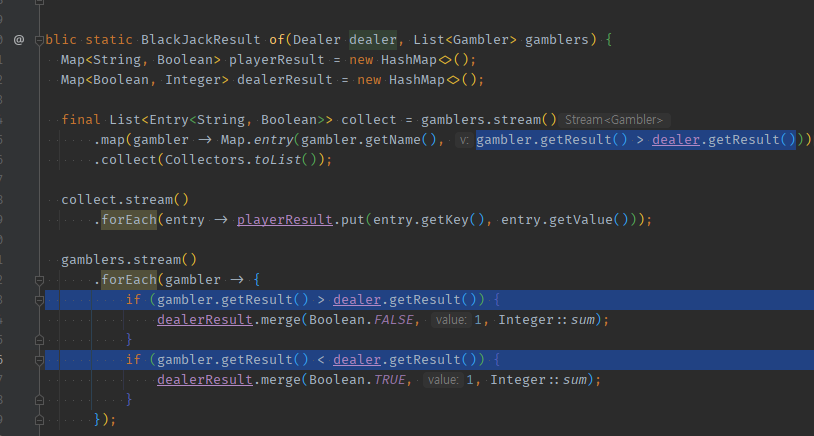 blic static BlackJackResult of(Dealer dealer, List<Gambler> gamblers) {
Map<String, Boolean> playerResult = new HashMap<>();
Map<Boolean, Integer> dealerResult = new HashMap<>();
final List<Entry<String, Boolean>> collect = gamblers.stream() Stream<Gambler>
.map(gambler -> Map.entry(gambler.getName(), v: gambler.getResult() > dealer.getResult()))
.collect(Collectors.toList());
collect.stream()
.forEach(entry -> playerResult.put(entry.getKey(), entry.getValue()));
gamblers.stream()
.forEach(gambler -> {
if (gambler.getResult() > dealer.getResult()) {
dealerResult.merge(Boolean.FALSE, value: 1, Integer::sum);
}
if (gambler.getResult() < dealer.getResult()) {
dealerResult.merge(Boolean.TRUE, value: 1, Integer::sum);
}
});